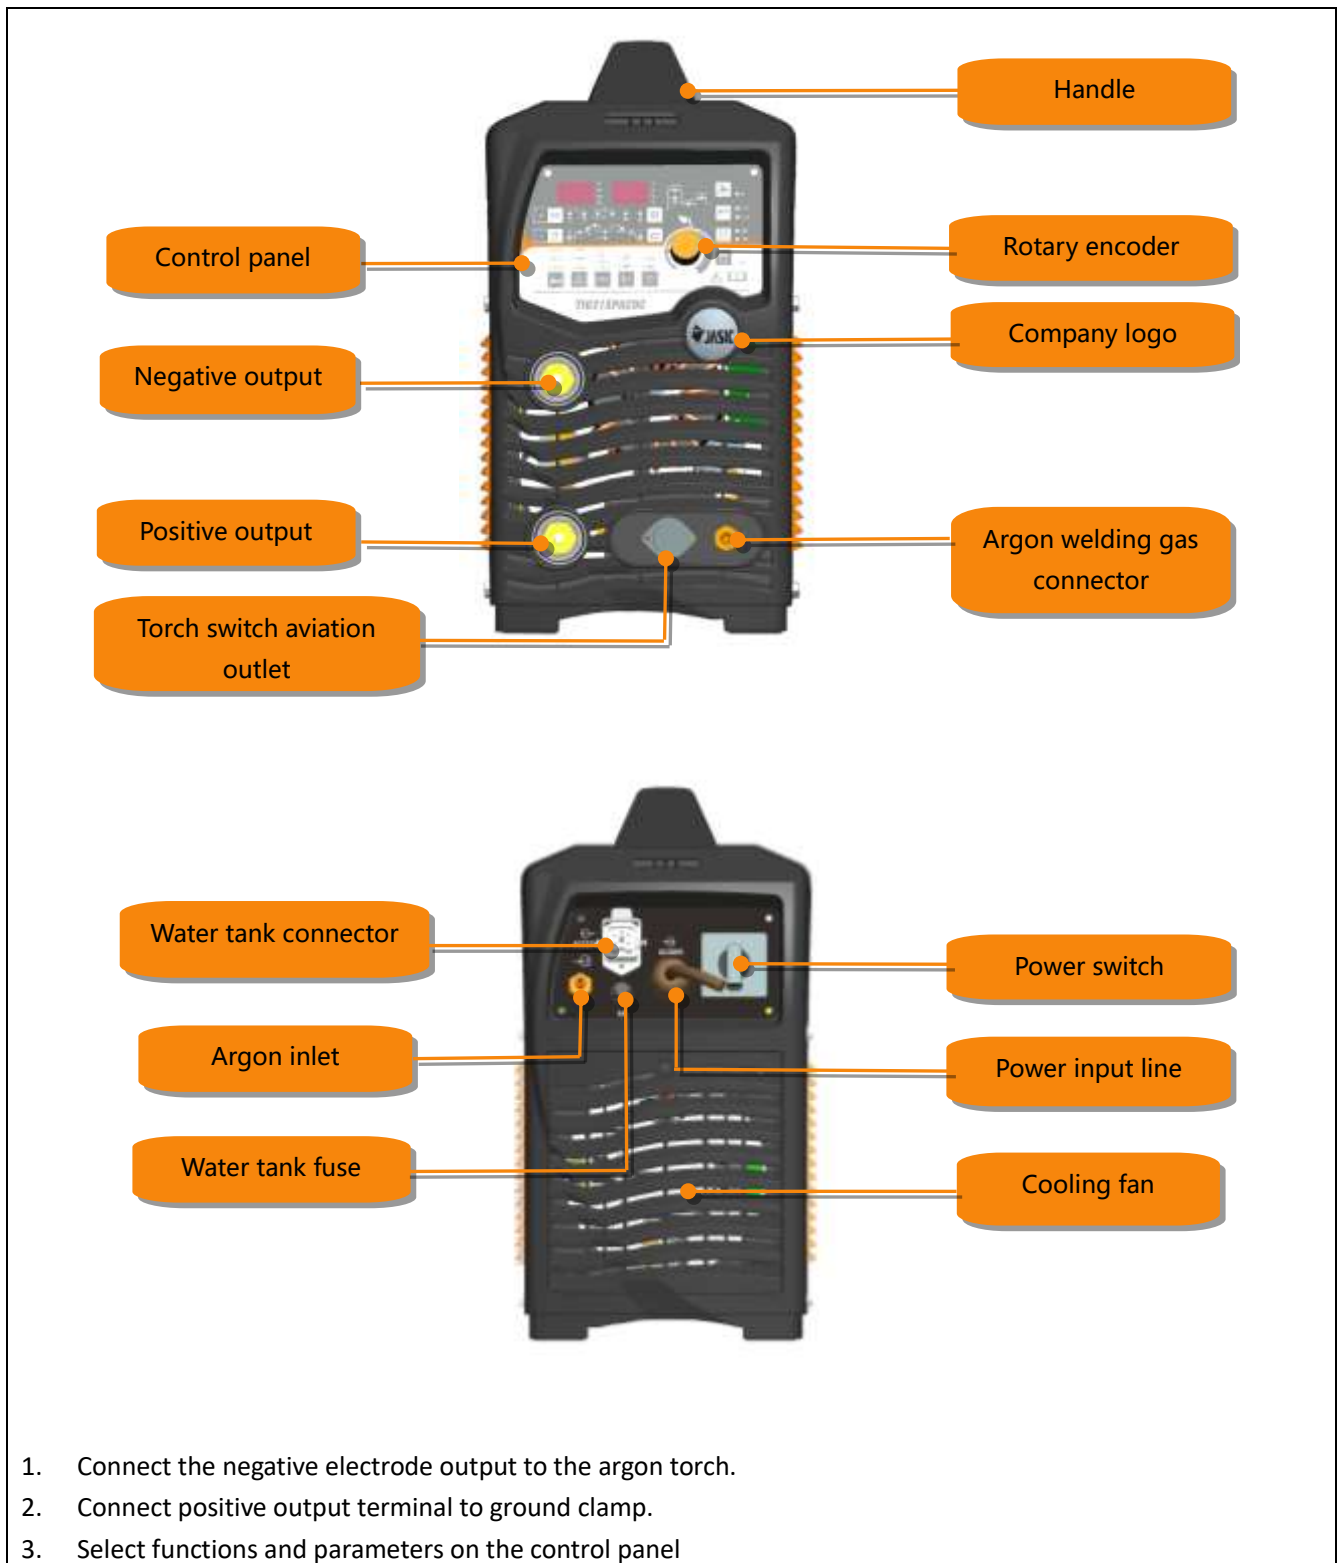 Handle
Control panel
Rotary encoder
Company logo
JASIC
Negative output
Positive output
Argon welding gas
connector
Torch switch aviation
outlet
Water tank connector
Power switch
Argon inlet
Power input line
Water tank fuse
Cooling fan
1. Connect the negative electrode output to the argon torch.
2. Connect positive output terminal to ground clamp.
3. Select functions and parameters on the control panel